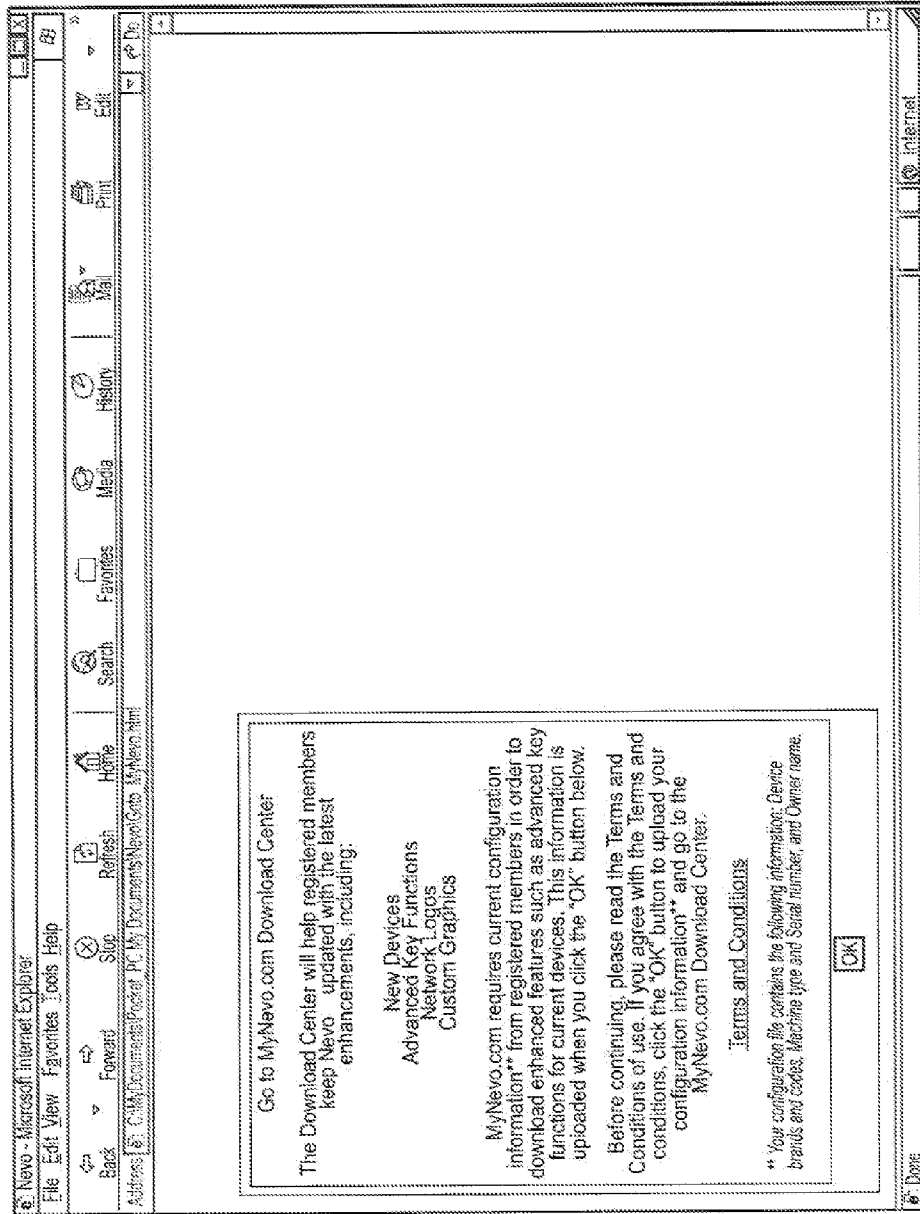 Nevo - Microsoft Internet Explorer
File Edit View Favorites Tools Help
Back Forward Stop Refresh Home Search Favorites Media History Mail Print Edit
Address C:\MyDocuments\Pocket_PC My Documents\Nevo\Goto_MyNevo.html
Go to MyNevo.com Download Center
The Download Center will help registered members
keep Nevo updated with the latest
enhancements, including:
New Devices
Advanced Key Functions
Network Logos
Custom Graphics
MyNevo.com requires current configuration
information** from registered members in order to
download enhanced features such as advanced key
functions for current devices. This information is
uploaded when you click the "OK" button below.
Before continuing, please read the Terms and
Conditions of use. If you agree with the Terms and
conditions, click the "OK" button to upload your
configuration information** and go to the
MyNevo.com Download Center.
Terms and Conditions
** Your configuration file contains the following information: Device
brands and codes, Machine type and Serial number, and Owner name.
OK
Done
internet